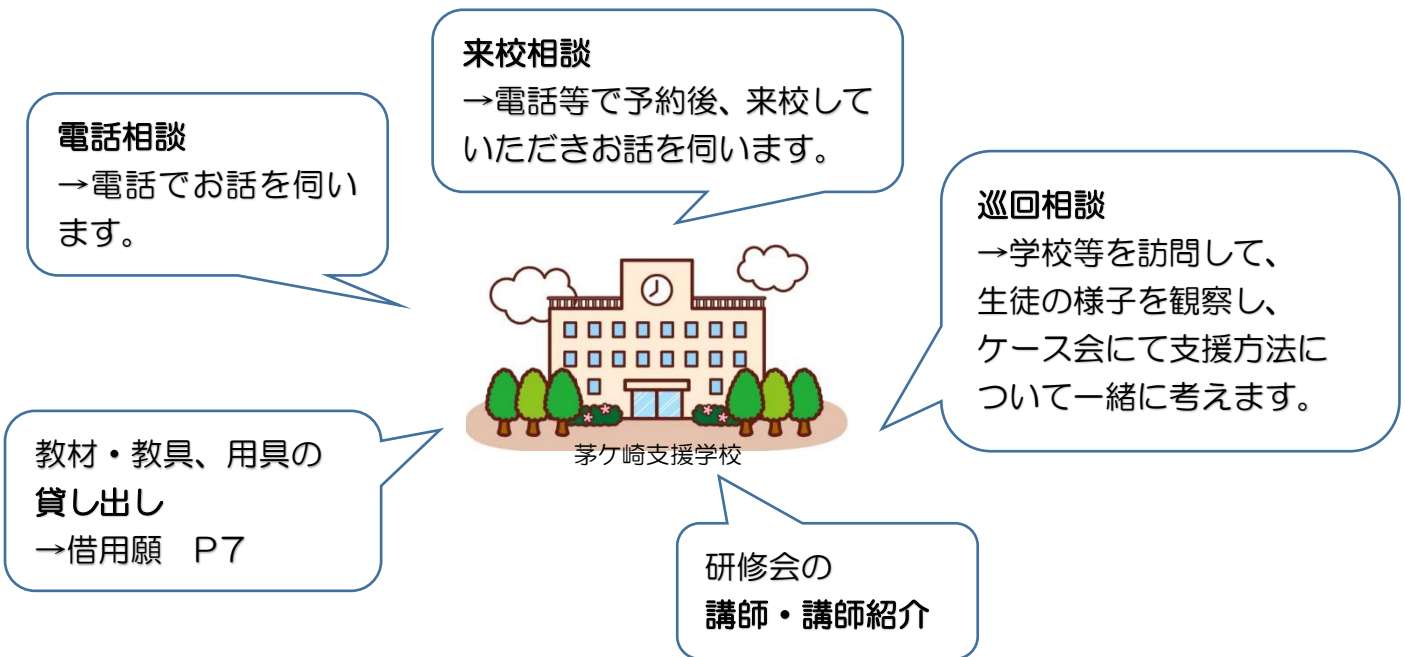 来校相談
→電話等で予約後、来校して
いただきお話を伺います。
電話相談
→電話でお話を伺い
ます。
巡回相談
→学校等を訪問して、
生徒の様子を観察し、
ケース会にて支援方法に
ついて一緒に考えます。
茅ケ崎支援学校
教材・教具、用具の
貸し出し
→借用願　P7
研修会の
講師・講師紹介